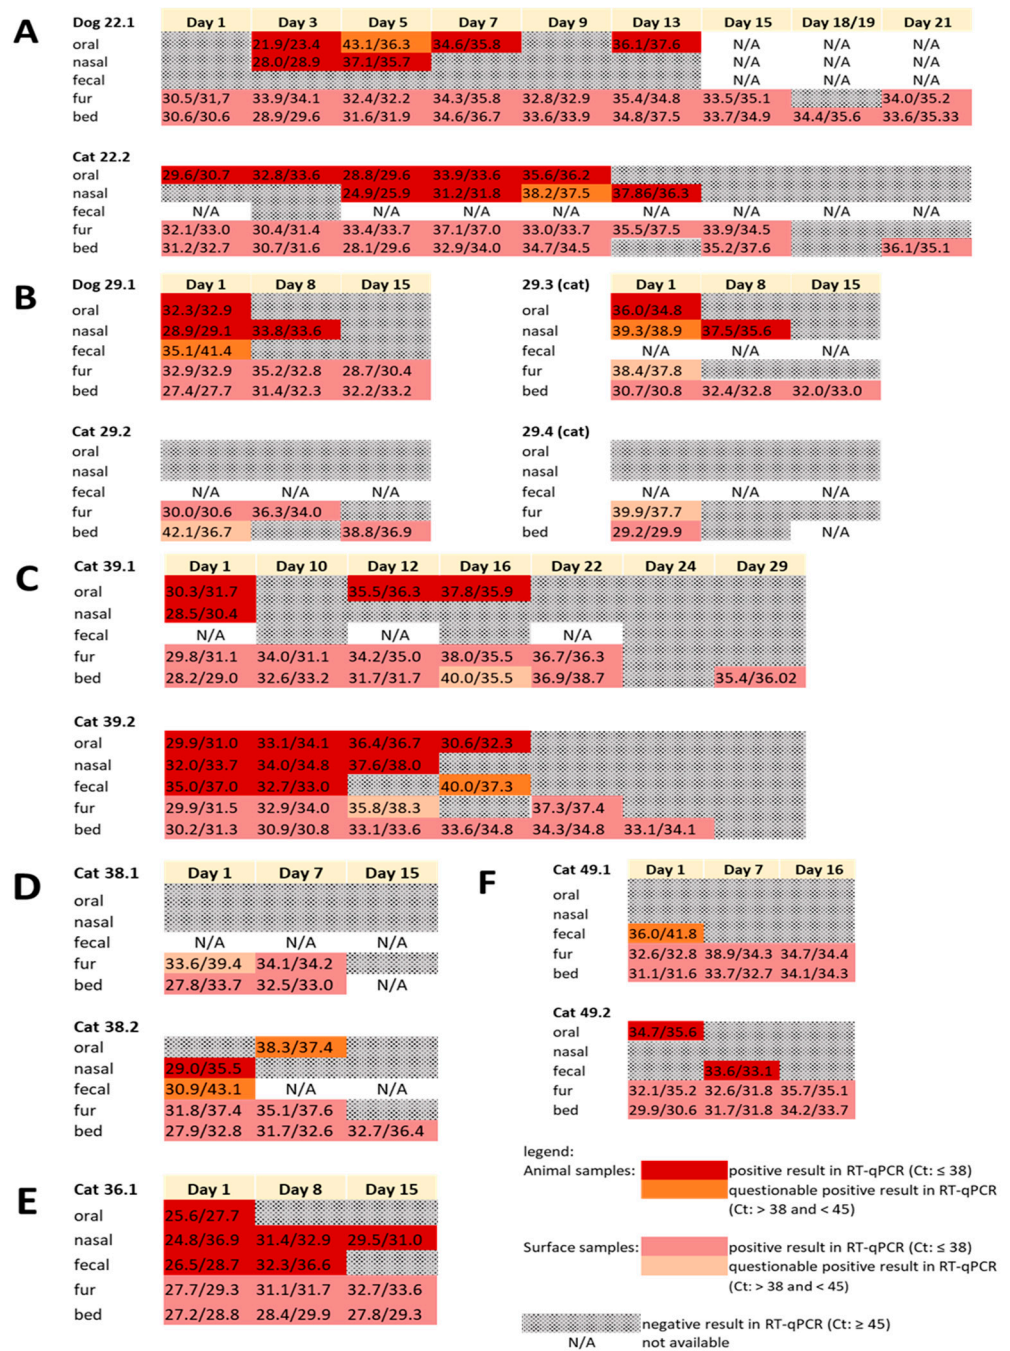 A
Dog 22.1 Day 1 Day 3 Day 5 Day 7 Day 9 Day 13 Day 15 Day 18/19 Day 21
oral 21.9/23.4 43.1/36.3 34.6/35.8 36.1/37.6 N/A N/A N/A
nasal 28.0/28.9 37.1/35.7 N/A N/A N/A
fecal N/A N/A N/A
fur 30.5/31,7 33.9/34.1 32.4/32.2 34.3/35.8 32.8/32.9 35.4/34.8 33.5/35.1 34.0/35.2
bed 30.6/30.6 28.9/29.6 31.6/31.9 34.6/36.7 33.6/33.9 34.8/37.5 33.7/34.9 34.4/35.6 33.6/35.33
Cat 22.2
oral 29.6/30.7 32.8/33.6 28.8/29.6 33.9/33.6 35.6/36.2
nasal 24.9/25.9 31.2/31.8 38.2/37.5 37.86/36.3
fecal N/A N/A N/A N/A N/A N/A N/A N/A
fur 32.1/33.0 30.4/31.4 33.4/33.7 37.1/37.0 33.0/33.7 35.5/37.5 33.9/34.5
bed 31.2/32.7 30.7/31.6 28.1/29.6 32.9/34.0 34.7/34.5 35.2/37.6 36.1/35.1
B
Dog 29.1 Day 1 Day 8 Day 15
oral 32.3/32.9
nasal 28.9/29.1 33.8/33.6
fecal 35.1/41.4
fur 32.9/32.9 35.2/32.8 28.7/30.4
bed 27.4/27.7 31.4/32.3 32.2/33.2
29.3 (cat) Day 1 Day 8 Day 15
oral 36.0/34.8
nasal 39.3/38.9 37.5/35.6
fecal N/A N/A N/A
fur 38.4/37.8
bed 30.7/30.8 32.4/32.8 32.0/33.0
Cat 29.2
oral
nasal
fecal N/A N/A N/A
fur 30.0/30.6 36.3/34.0
bed 42.1/36.7 38.8/36.9
29.4 (cat)
oral
nasal
fecal N/A N/A N/A
fur 39.9/37.7
bed 29.2/29.9 N/A
C
Cat 39.1 Day 1 Day 10 Day 12 Day 16 Day 22 Day 24 Day 29
oral 30.3/31.7 35.5/36.3 37.8/35.9
nasal 28.5/30.4
fecal N/A N/A N/A
fur 29.8/31.1 34.0/31.1 34.2/35.0 38.0/35.5 36.7/36.3
bed 28.2/29.0 32.6/33.2 31.7/31.7 40.0/35.5 36.9/38.7 35.4/36.02
Cat 39.2
oral 29.9/31.0 33.1/34.1 36.4/36.7 30.6/32.3
nasal 32.0/33.7 34.0/34.8 37.6/38.0
fecal 35.0/37.0 32.7/33.0 40.0/37.3
fur 29.9/31.5 32.9/34.0 35.8/38.3 37.3/37.4
bed 30.2/31.3 30.9/30.8 33.1/33.6 33.6/34.8 34.3/34.8 33.1/34.1
D
Cat 38.1 Day 1 Day 7 Day 15
oral
nasal
fecal N/A N/A N/A
fur 33.6/39.4 34.1/34.2
bed 27.8/33.7 32.5/33.0 N/A
Cat 38.2
oral 38.3/37.4
nasal 29.0/35.5
fecal 30.9/43.1 N/A N/A
fur 31.8/37.4 35.1/37.6
bed 27.9/32.8 31.7/32.6 32.7/36.4
E
Cat 36.1 Day 1 Day 8 Day 15
oral 25.6/27.7
nasal 24.8/36.9 31.4/32.9 29.5/31.0
fecal 26.5/28.7 32.3/36.6
fur 27.7/29.3 31.1/31.7 32.7/33.6
bed 27.2/28.8 28.4/29.9 27.8/29.3
F
Cat 49.1 Day 1 Day 7 Day 16
oral
nasal
fecal 36.0/41.8
fur 32.6/32.8 38.9/34.3 34.7/34.4
bed 31.1/31.6 33.7/32.7 34.1/34.3
Cat 49.2
oral 34.7/35.6
nasal
fecal 33.6/33.1
fur 32.1/35.2 32.6/31.8 35.7/35.1
bed 29.9/30.6 31.7/31.8 34.2/33.7
legend:
Animal samples: positive result in RT-qPCR (Ct: ≤ 38)
questionable positive result in RT-qPCR
(Ct: > 38 and < 45)
Surface samples: positive result in RT-qPCR (Ct: ≤ 38)
questionable positive result in RT-qPCR
(Ct: > 38 and < 45)
negative result in RT-qPCR (Ct: ≥ 45)
N/A not available